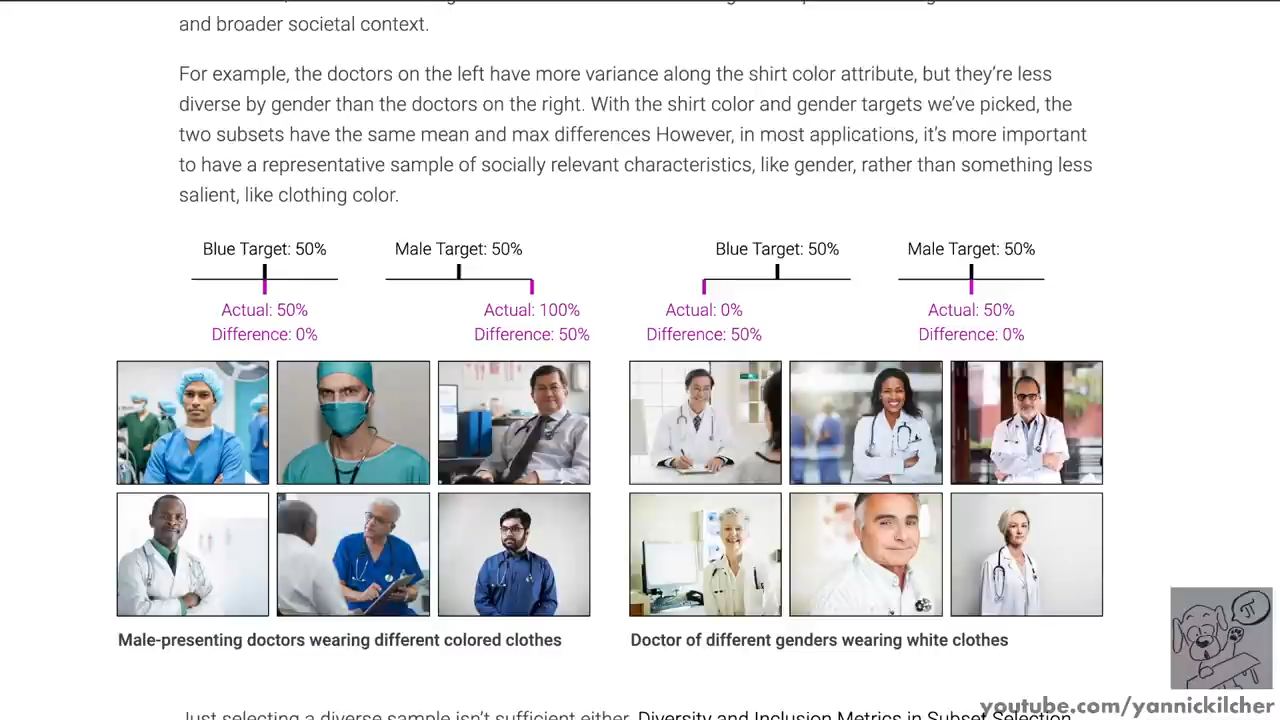 and broader societal context.
For example, the doctors on the left have more variance along the shirt color attribute, but they're less
diverse by gender than the doctors on the right. With the shirt color and gender targets we've picked, the
two subsets have the same mean and max differences However, in most applications, it's more important
to have a representative sample of socially relevant characteristics, like gender, rather than something less
salient, like clothing color.
Blue Target: 50% Male Target: 50% Blue Target: 50% Male Target: 50%
Actual: 50% Actual: 100% Actual: 0% Actual: 50%
Difference: 0% Difference: 50% Difference: 50% Difference: 0%
Male-presenting doctors wearing different colored clothes
Doctor of different genders wearing white clothes
π
Just selecting a diverse sample isn't sufficient either. Diversity and Inclusion Metrics in Subset Selection
youtube.com/yannickilcher